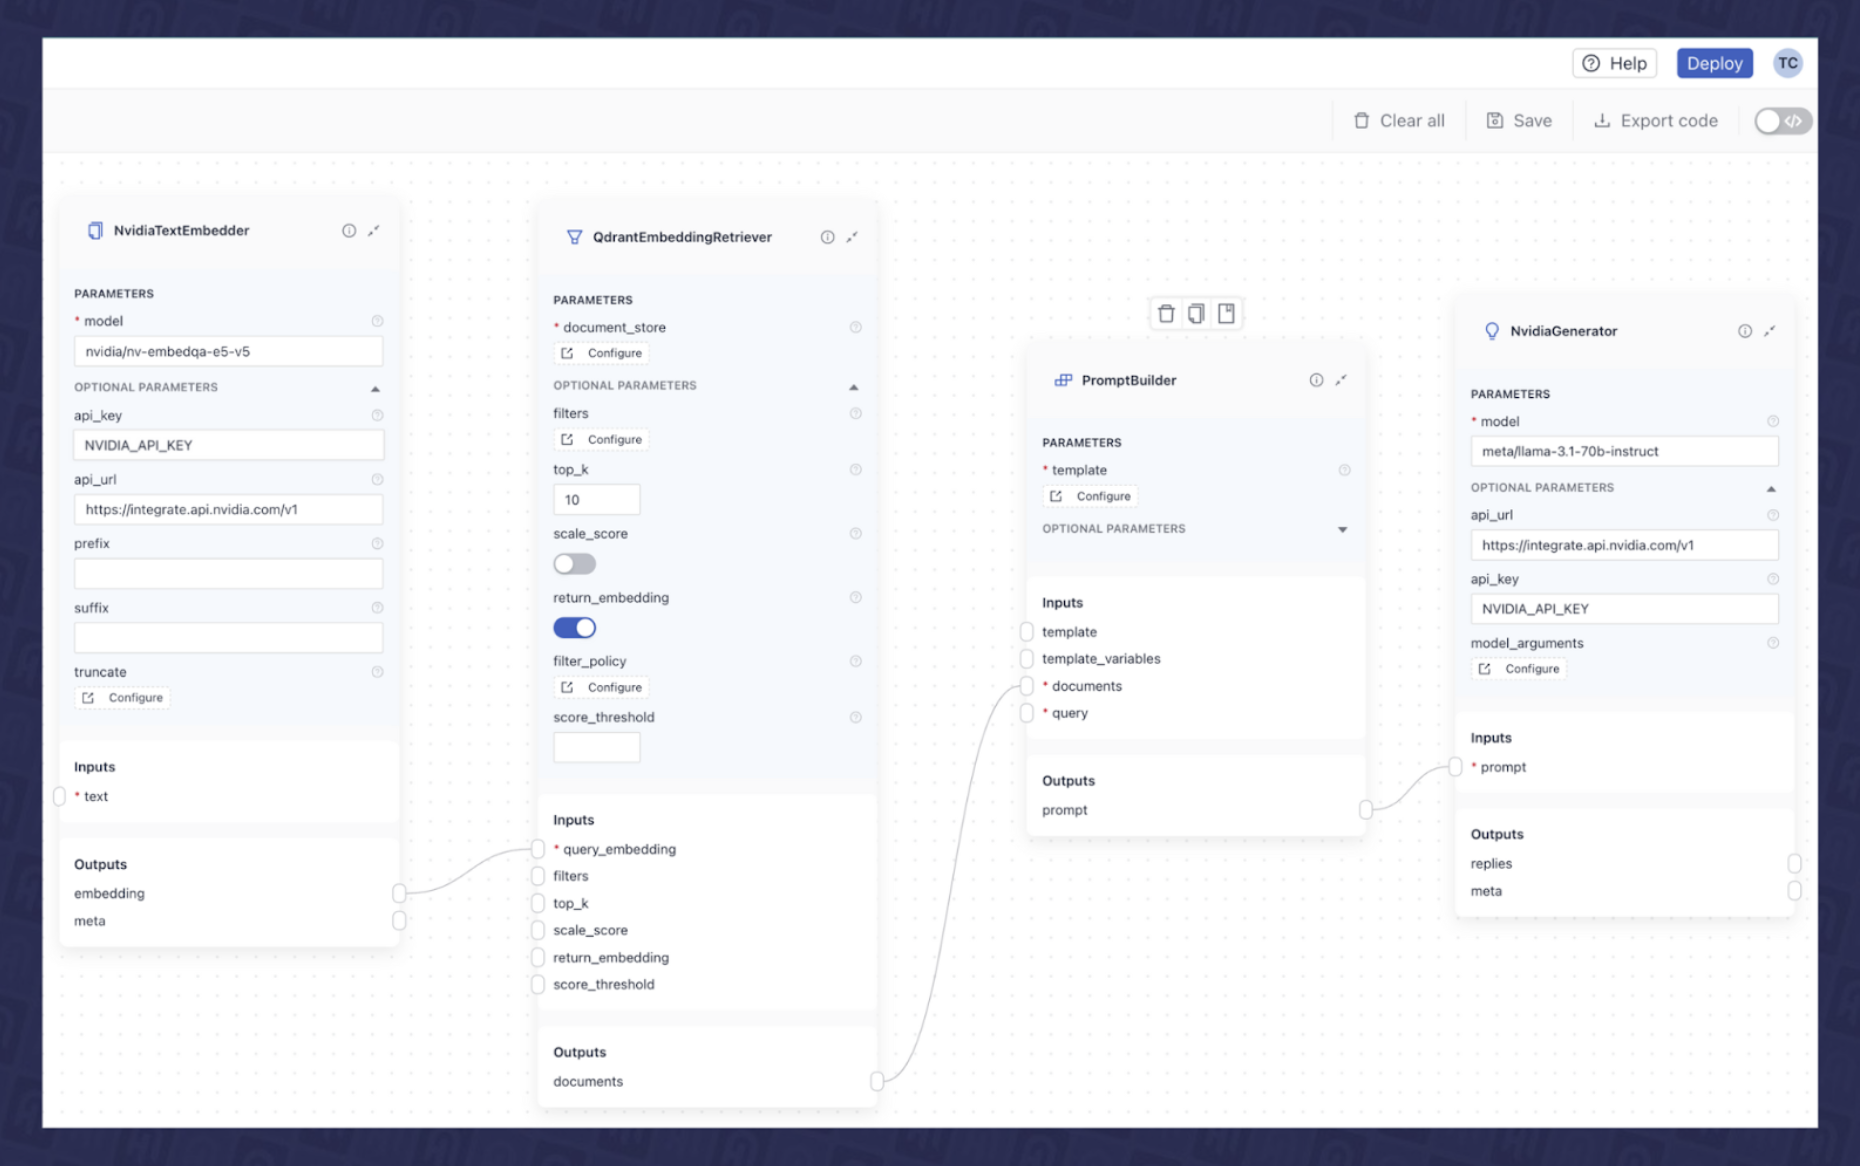 Help
Deploy
TC
Clear all
Save
Export code
NvidiaTextEmbedder
PARAMETERS
* model
nvidia/nv-embedqa-e5-v5
OPTIONAL PARAMETERS
api_key
NVIDIA_API_KEY
api_url
https://integrate.api.nvidia.com/v1
prefix
suffix
truncate
Configure
Inputs
* text
Outputs
embedding
meta
QdrantEmbeddingRetriever
PARAMETERS
* document_store
Configure
OPTIONAL PARAMETERS
filters
Configure
top_k
10
scale_score
return_embedding
filter_policy
Configure
score_threshold
Inputs
* query_embedding
filters
top_k
scale_score
return_embedding
score_threshold
Outputs
documents
PromptBuilder
PARAMETERS
* template
Configure
OPTIONAL PARAMETERS
Inputs
template
template_variables
* documents
* query
Outputs
prompt
NvidiaGenerator
PARAMETERS
* model
meta/llama-3.1-70b-instruct
OPTIONAL PARAMETERS
api_url
https://integrate.api.nvidia.com/v1
api_key
NVIDIA_API_KEY
model_arguments
Configure
Inputs
* prompt
Outputs
replies
meta